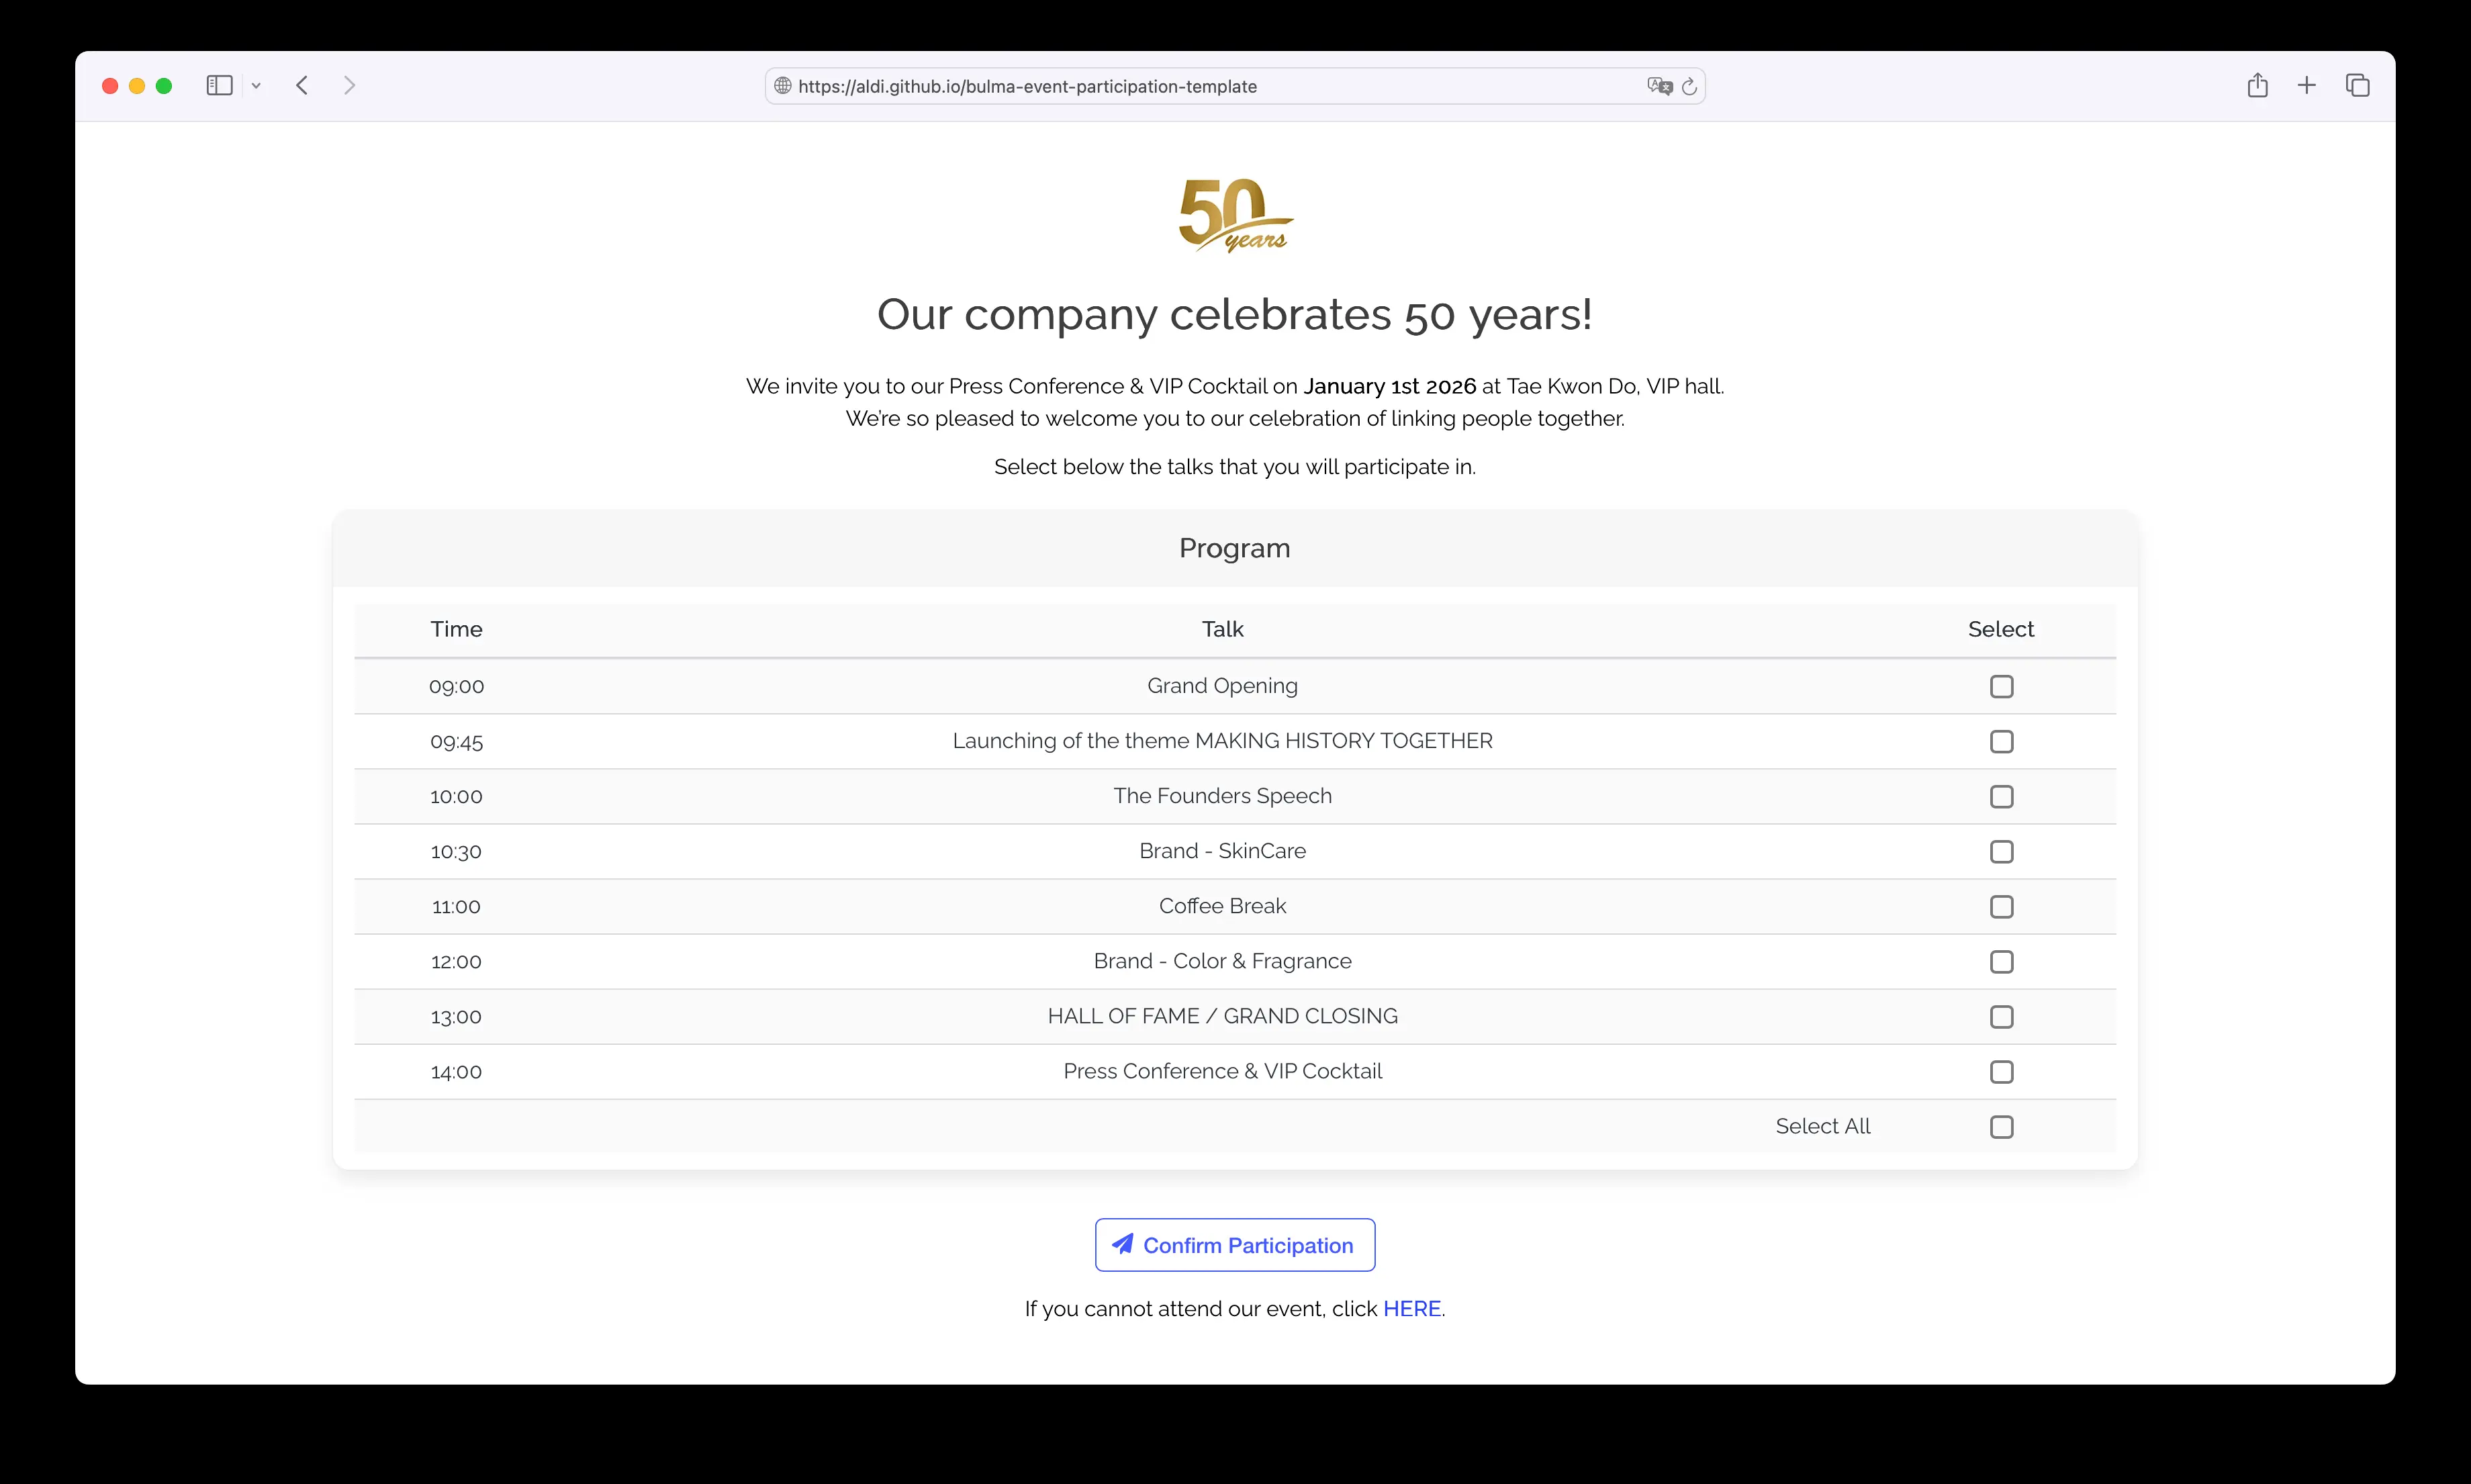 https://aldi.github.io/bulma-event-participation-template
50
years
Our company celebrates 50 years!
We invite you to our Press Conference & VIP Cocktail on January 1st 2026 at Tae Kwon Do, VIP hall.
We're so pleased to welcome you to our celebration of linking people together.
Select below the talks that you will participate in.
Program
Time Talk Select
09:00 Grand Opening
09:45 Launching of the theme MAKING HISTORY TOGETHER
10:00 The Founders Speech
10:30 Brand - SkinCare
11:00 Coffee Break
12:00 Brand - Color & Fragrance
13:00 HALL OF FAME / GRAND CLOSING
14:00 Press Conference & VIP Cocktail
Select All
Confirm Participation
If you cannot attend our event, click HERE.